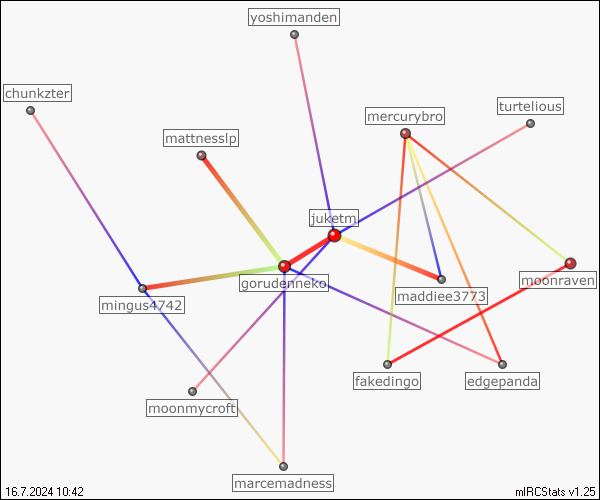 yoshimanden
chunkzter
turtelious
mercurybro
mattnesslp
juketm
gorudenneko
moonraven
maddiee3773
mingus4742
fakedingo
edgepanda
moonmycroft
marcemadness
16.7.2024 10:42
mIRCStats v1.25